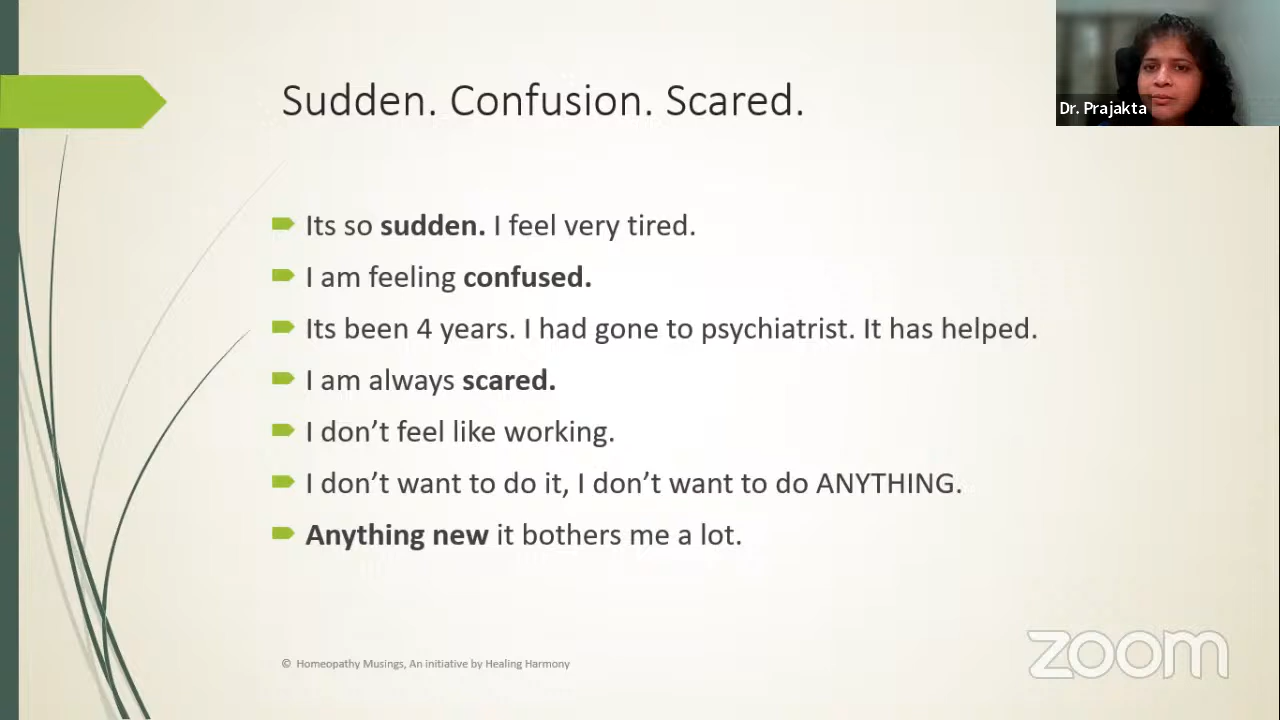 Sudden. Confusion. Scared.
Dr. Prajakta
Its so sudden. I feel very tired.
I am feeling confused.
Its been 4 years. I had gone to psychiatrist. It has helped.
I am always scared.
I don’t feel like working.
I don’t want to do it, I don’t want to do ANYTHING.
Anything new it bothers me a lot.
© Homeopathy Musings, An initiative by Healing Harmony
zoom